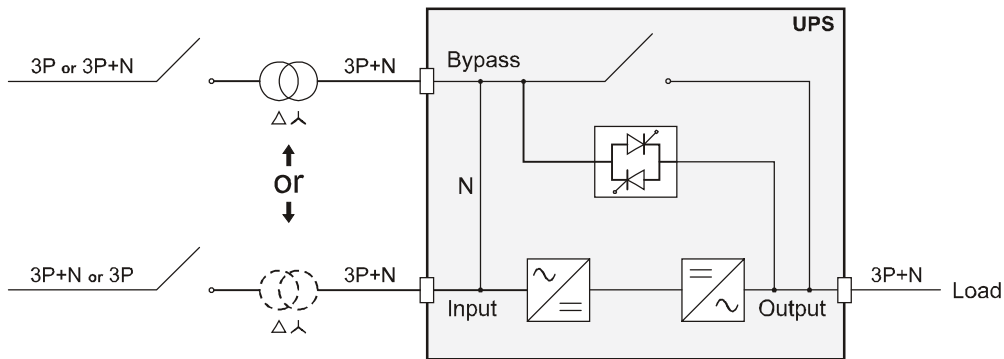 UPS
3P or 3P+N
3P+N
Bypass
or
N
3P+N or 3P
3P+N
Input
Output
3P+N
Load